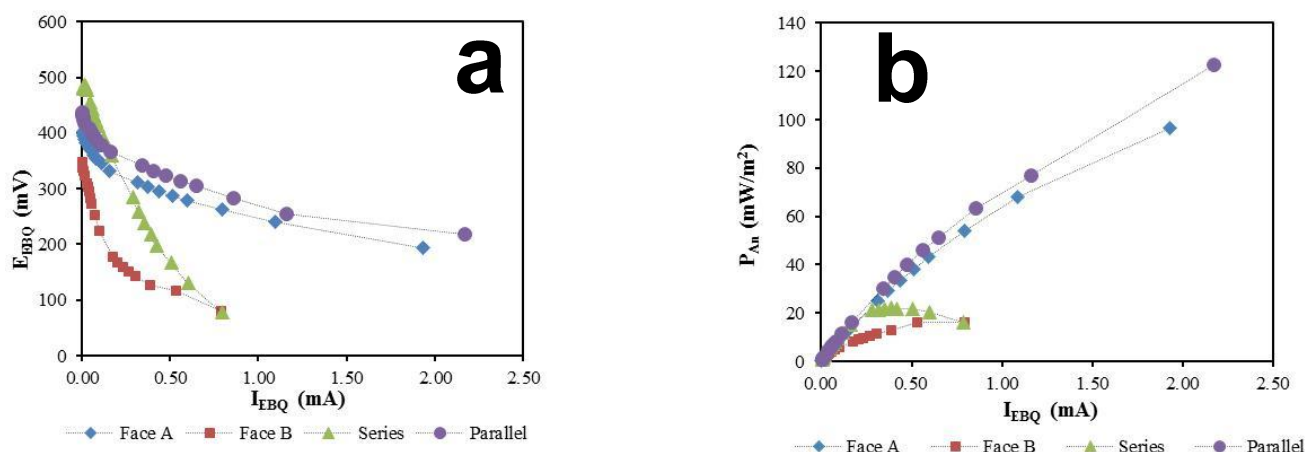 a
600
500
400
300
200
100
0
E_EBQ (mV)
0.00 0.50 1.00 1.50 2.00 2.50
I_EBQ (mA)
Face A Face B Series Parallel
b
140
120
100
80
60
40
20
0
P_An (mW/m²)
0.00 0.50 1.00 1.50 2.00 2.50
I_EBQ (mA)
Face A Face B Series Parallel